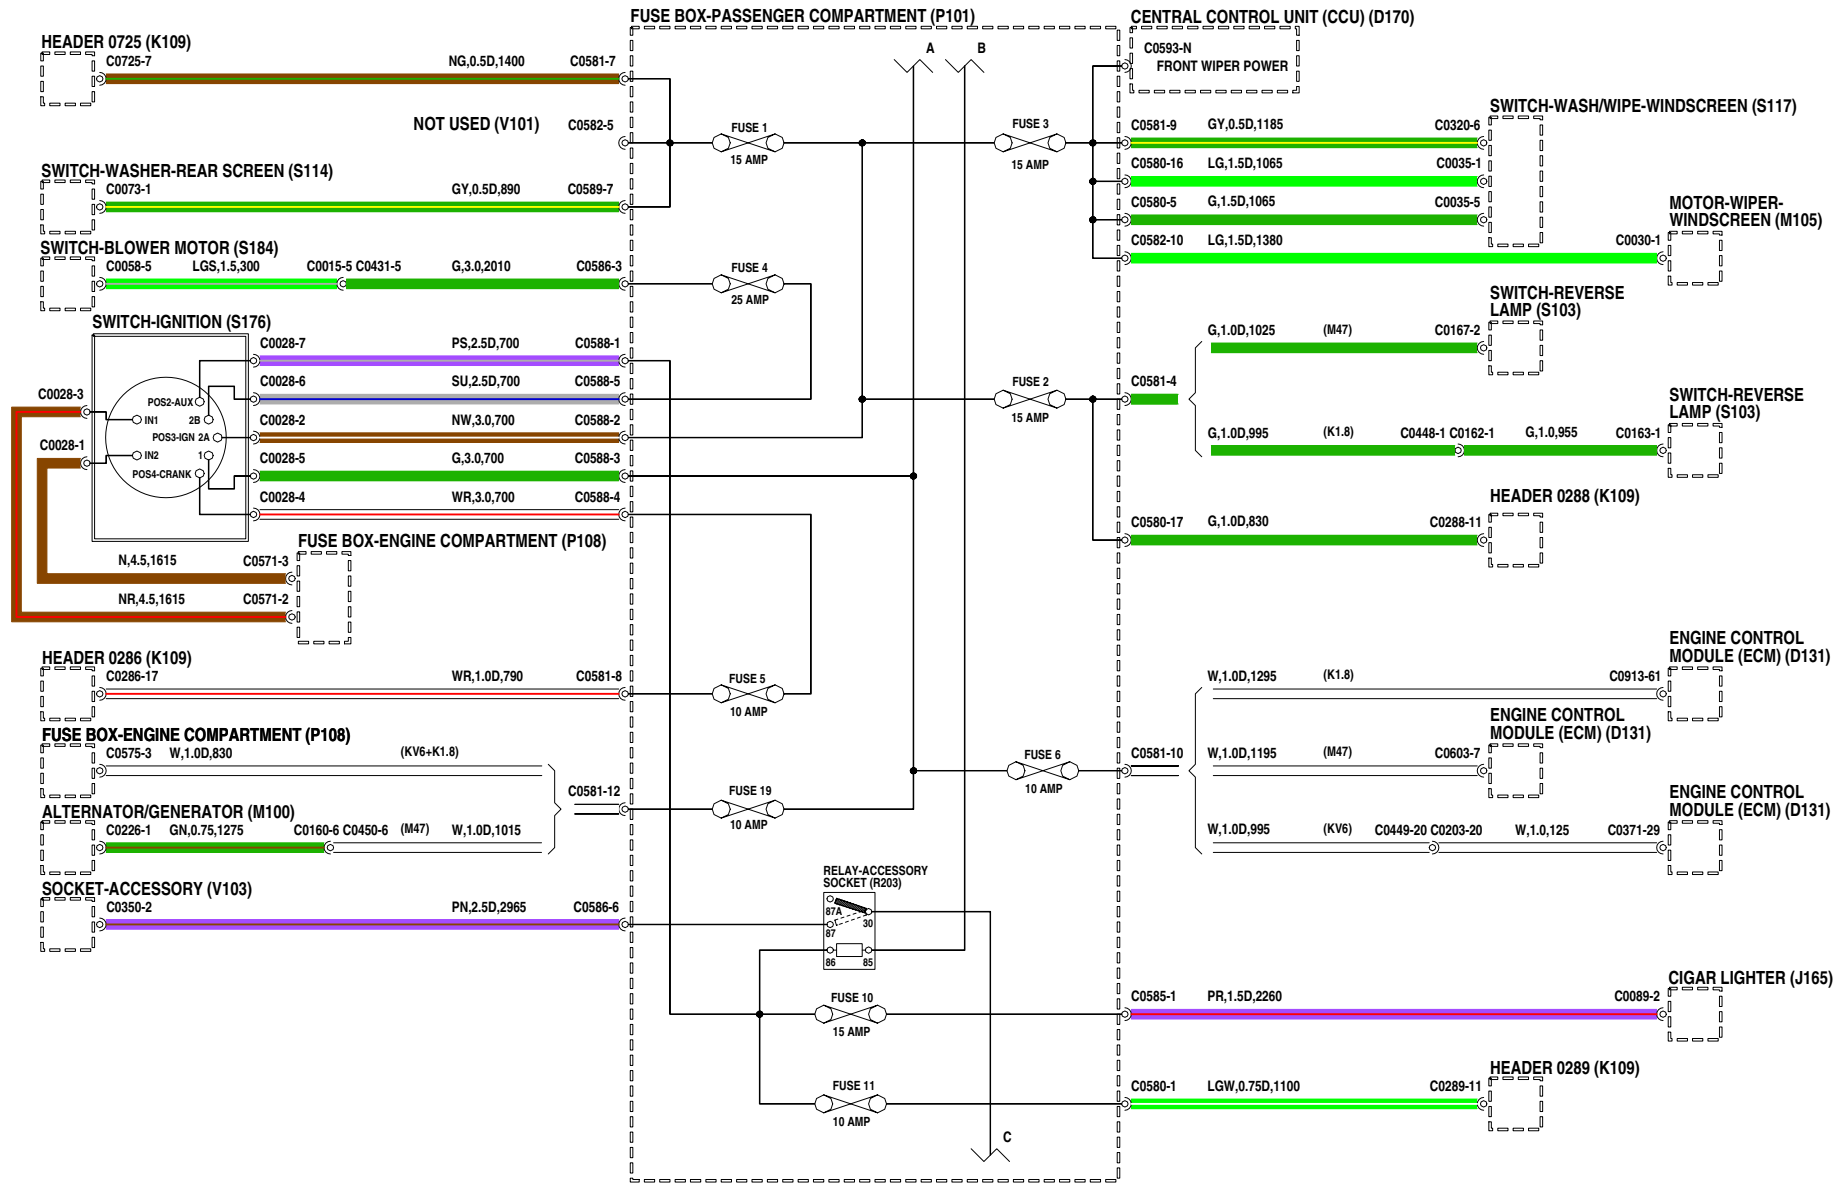 FUSE BOX-PASSENGER COMPARTMENT (P101)
CENTRAL CONTROL UNIT (CCU) (D170)
HEADER 0725 (K109)
C0725-7 NG,0.5D,1400 C0581-7
A B
C0593-N
FRONT WIPER POWER
NOT USED (V101) C0582-5
FUSE 1
15 AMP
FUSE 3
15 AMP
SWITCH-WASH/WIPE-WINDSCREEN (S117)
C0581-9 GY,0.5D,1185 C0320-6
C0580-16 LG,1.5D,1065 C0035-1
C0580-5 G,1.5D,1065 C0035-5
C0582-10 LG,1.5D,1380 C0030-1
MOTOR-WIPER-
WINDSCREEN (M105)
SWITCH-WASHER-REAR SCREEN (S114)
C0073-1 GY,0.5D,890 C0589-7
SWITCH-BLOWER MOTOR (S184)
C0058-5 LGS,1.5,300 C0015-5 C0431-5 G,3.0,2010 C0586-3
FUSE 4
25 AMP
SWITCH-IGNITION (S176)
C0028-7 PS,2.5D,700 C0588-1
C0028-6 SU,2.5D,700 C0588-5
C0028-2 NW,3.0,700 C0588-2
C0028-5 G,3.0,700 C0588-3
C0028-4 WR,3.0,700 C0588-4
C0028-3
C0028-1
POS2-AUX
IN1 2B
POS3-IGN 2A
IN2 1
POS4-CRANK
FUSE 2
15 AMP
C0581-4
SWITCH-REVERSE
LAMP (S103)
G,1.0D,1025 (M47) C0167-2
SWITCH-REVERSE
LAMP (S103)
G,1.0D,995 (K1.8) C0448-1 C0162-1 G,1.0,955 C0163-1
HEADER 0288 (K109)
C0580-17 G,1.0D,830 C0288-11
FUSE BOX-ENGINE COMPARTMENT (P108)
N,4.5,1615 C0571-3
NR,4.5,1615 C0571-2
HEADER 0286 (K109)
C0286-17 WR,1.0D,790 C0581-8
FUSE 5
10 AMP
FUSE BOX-ENGINE COMPARTMENT (P108)
C0575-3 W,1.0D,830 (KV6+K1.8)
C0581-12
FUSE 19
10 AMP
ALTERNATOR/GENERATOR (M100)
C0226-1 GN,0.75,1275 C0160-6 C0450-6 (M47) W,1.0D,1015
FUSE 6
10 AMP
C0581-10
ENGINE CONTROL
MODULE (ECM) (D131)
W,1.0D,1295 (K1.8) C0913-61
ENGINE CONTROL
MODULE (ECM) (D131)
W,1.0D,1195 (M47) C0603-7
ENGINE CONTROL
MODULE (ECM) (D131)
W,1.0D,995 (KV6) C0449-20 C0203-20 W,1.0,125 C0371-29
SOCKET-ACCESSORY (V103)
C0350-2 PN,2.5D,2965 C0586-6
RELAY-ACCESSORY
SOCKET (R203)
87A
87 30
86 85
FUSE 10
15 AMP
CIGAR LIGHTER (J165)
C0585-1 PR,1.5D,2260 C0089-2
FUSE 11
10 AMP
HEADER 0289 (K109)
C0580-1 LGW,0.75D,1100 C0289-11
C